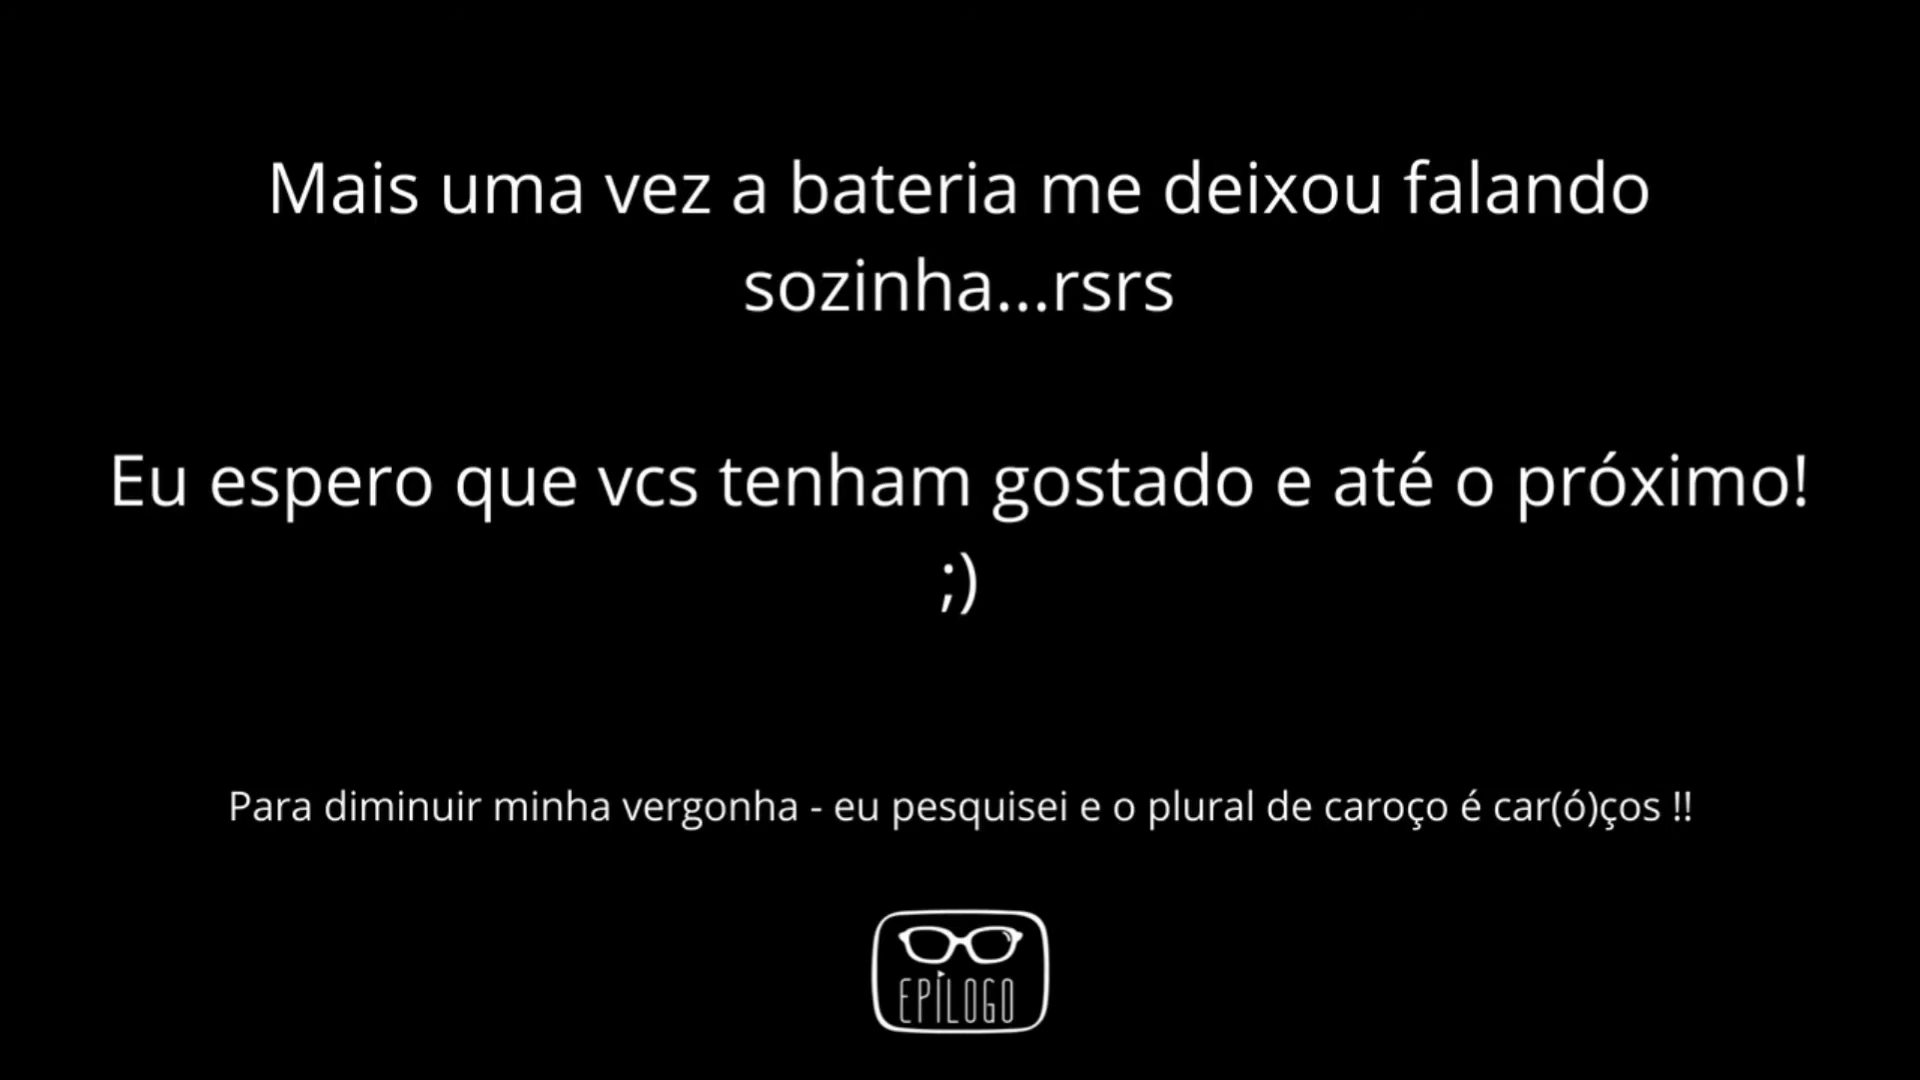 Mais uma vez a bateria me deixou falando
sozinha...rsrs
Eu espero que vcs tenham gostado e até o próximo!
;)
Para diminuir minha vergonha - eu pesquisei e o plural de caroço é car(ó)ços !!
EPÍLOGO